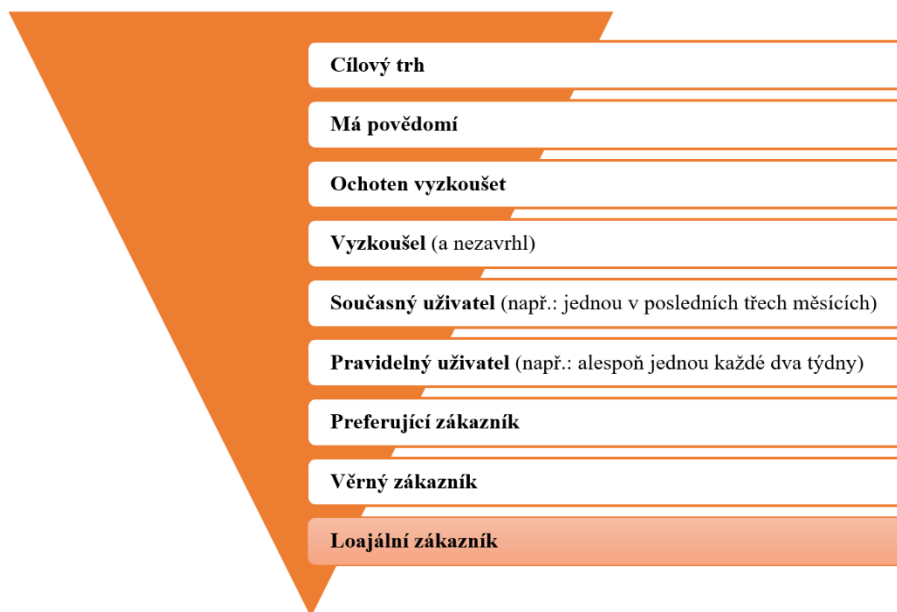 Cílový trh
Má povědomí
Ochoten vyzkoušet
Vyzkoušel (a nezavrhl)
Současný uživatel (např.: jednou v posledních třech měsících)
Pravidelný uživatel (např.: alespoň jednou každé dva týdny)
Preferující zákazník
Věrný zákazník
Loajální zákazník